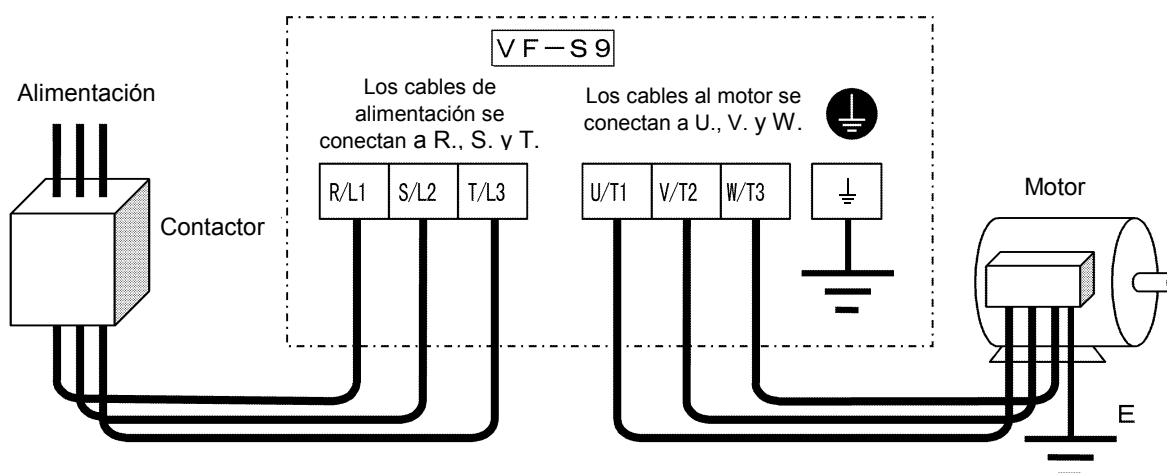 VF-S9
Alimentación
Los cables de
alimentación se
conectan a R., S. y T.
Los cables al motor se
conectan a U., V. y W.
R/L1
S/L2
T/L3
U/T1
V/T2
W/T3
Contactor
Motor
E